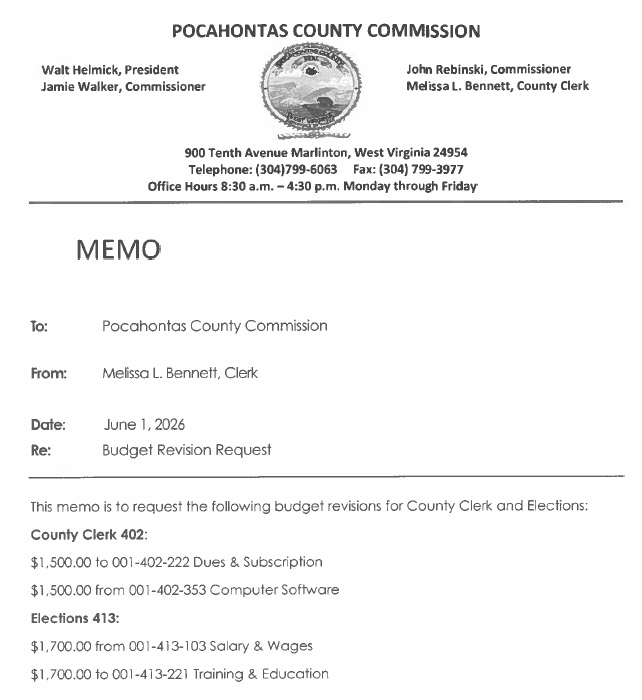 POCAHONTAS COUNTY COMMISSION
Walt Helmick, President
Jamie Walker, Commissioner
John Rebinski, Commissioner
Melissa L. Bennett, County Clerk
900 Tenth Avenue Marlinton, West Virginia 24954
Telephone: (304)799-6063 Fax: (304) 799-3977
Office Hours 8:30 a.m. – 4:30 p.m. Monday through Friday
MEMO
To: Pocahontas County Commission
From: Melissa L. Bennett, Clerk
Date: June 1, 2026
Re: Budget Revision Request
This memo is to request the following budget revisions for County Clerk and Elections:
County Clerk 402:
$1,500.00 to 001-402-222 Dues & Subscription
$1,500.00 from 001-402-353 Computer Software
Elections 413:
$1,700.00 from 001-413-103 Salary & Wages
$1,700.00 to 001-413-221 Training & Education